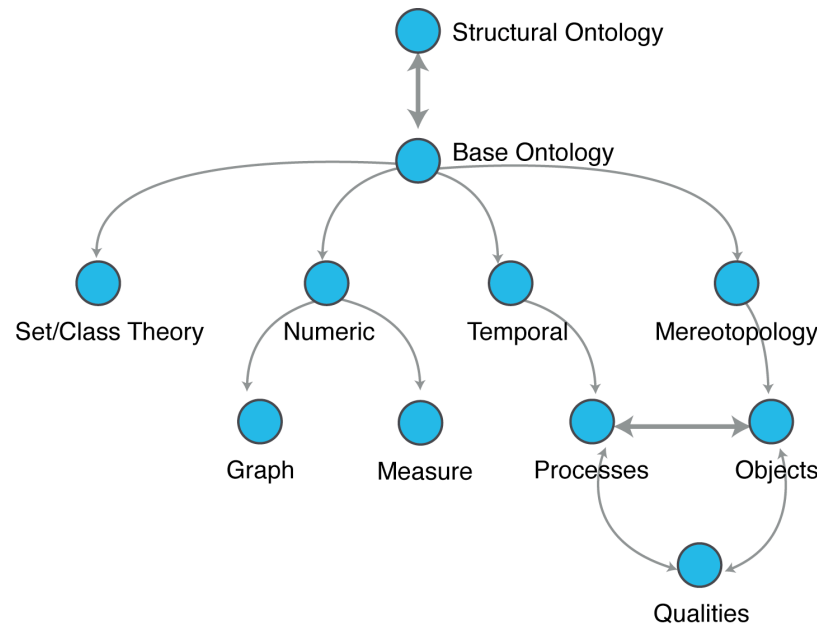 Structural Ontology
Base Ontology
Set/Class Theory
Numeric
Temporal
Mereotopology
Graph
Measure
Processes
Objects
Qualities